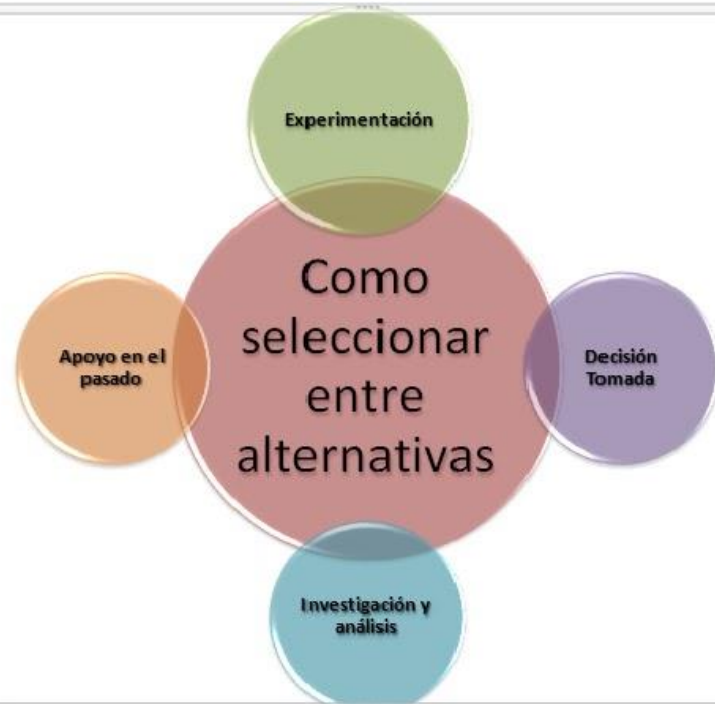 Experimentación
Como
seleccionar
entre
alternativas
Apoyo en el
pasado
Decisión
Tomada
Investigación y
análisis